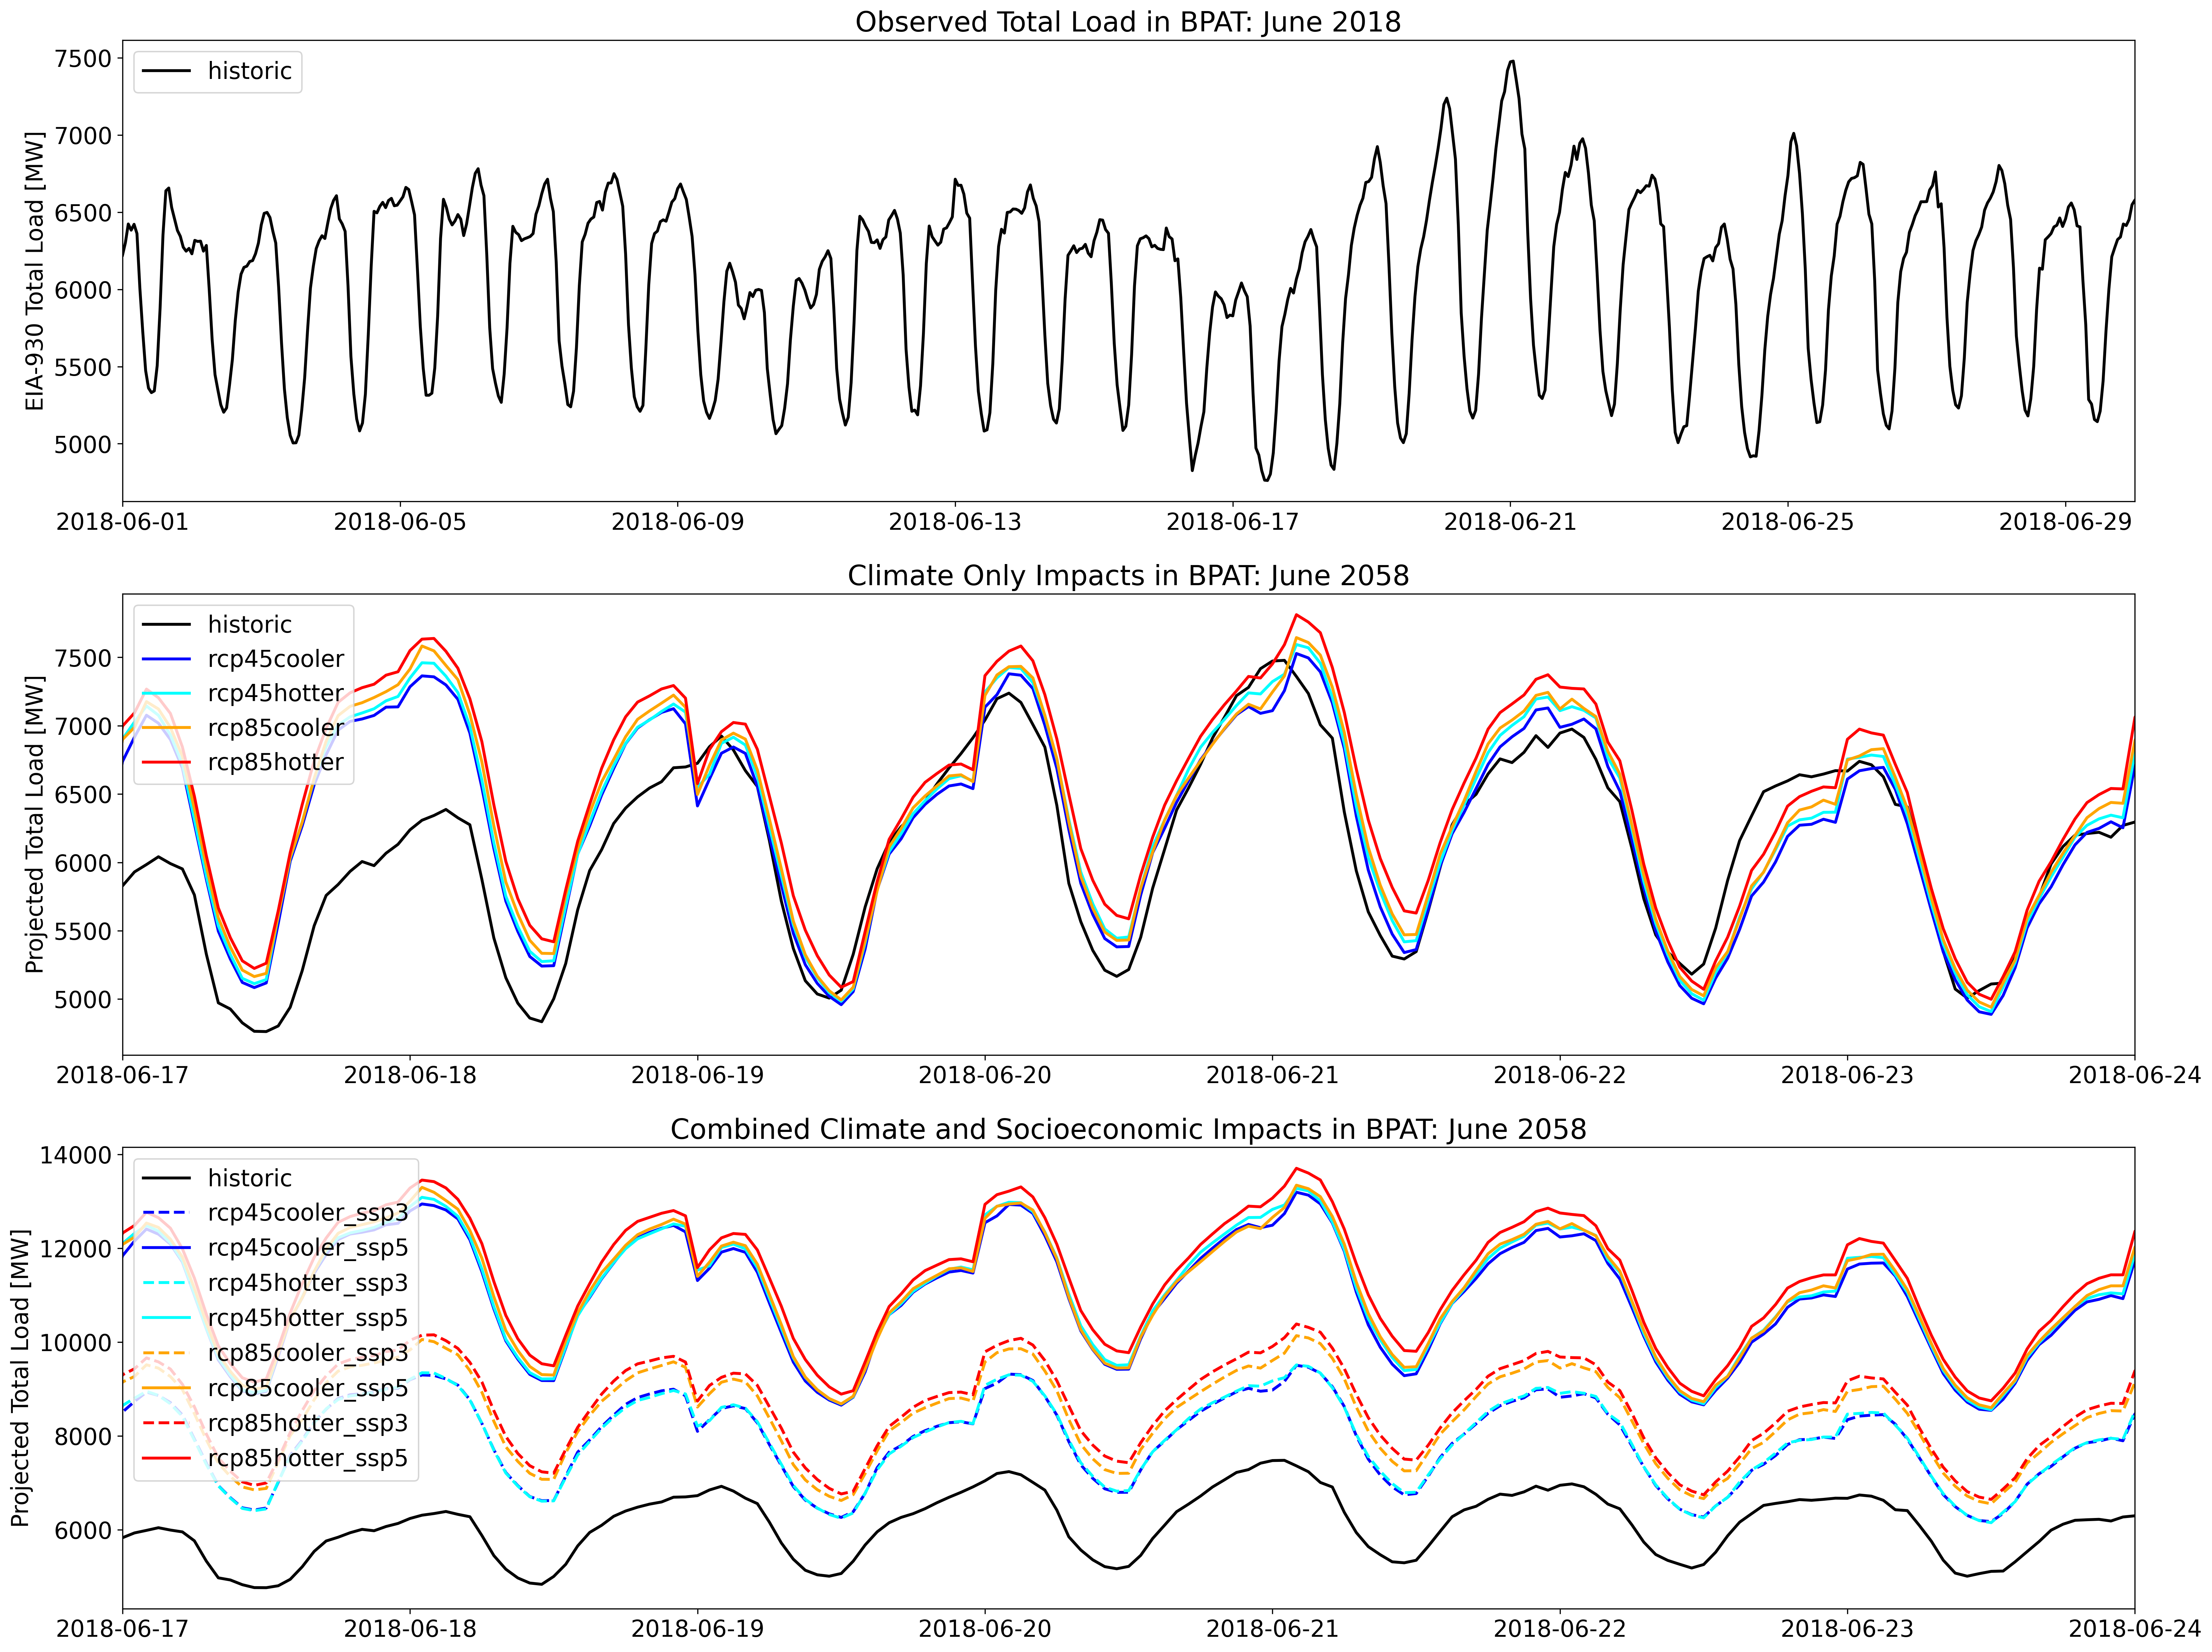 Observed Total Load in BPAT: June 2018
EIA-930 Total Load [MW]
7500
7000
6500
6000
5500
5000
historic
2018-06-01
2018-06-05
2018-06-09
2018-06-13
2018-06-17
2018-06-21
2018-06-25
2018-06-29
Climate Only Impacts in BPAT: June 2058
Projected Total Load [MW]
7500
7000
6500
6000
5500
5000
historic
rcp45cooler
rcp45hotter
rcp85cooler
rcp85hotter
2018-06-17
2018-06-18
2018-06-19
2018-06-20
2018-06-21
2018-06-22
2018-06-23
2018-06-24
Combined Climate and Socioeconomic Impacts in BPAT: June 2058
Projected Total Load [MW]
14000
12000
10000
8000
6000
historic
rcp45cooler_ssp3
rcp45cooler_ssp5
rcp45hotter_ssp3
rcp45hotter_ssp5
rcp85cooler_ssp3
rcp85cooler_ssp5
rcp85hotter_ssp3
rcp85hotter_ssp5
2018-06-17
2018-06-18
2018-06-19
2018-06-20
2018-06-21
2018-06-22
2018-06-23
2018-06-24